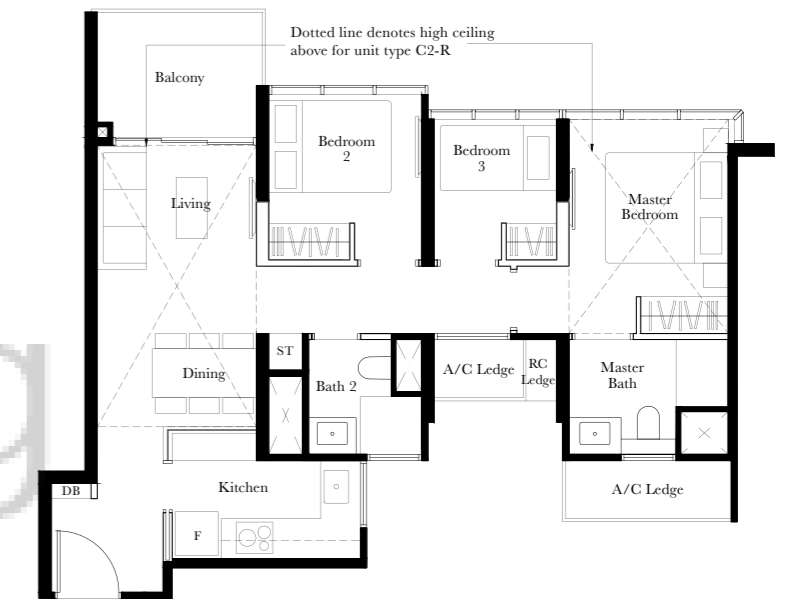 Dotted line denotes high ceiling
above for unit type C2-R
Balcony
Bedroom
2
Bedroom
3
Living
Master
Bedroom
ST
A/C Ledge
RC
Ledge
Master
Bath
Dining
Bath 2
Kitchen
DB
A/C Ledge
F